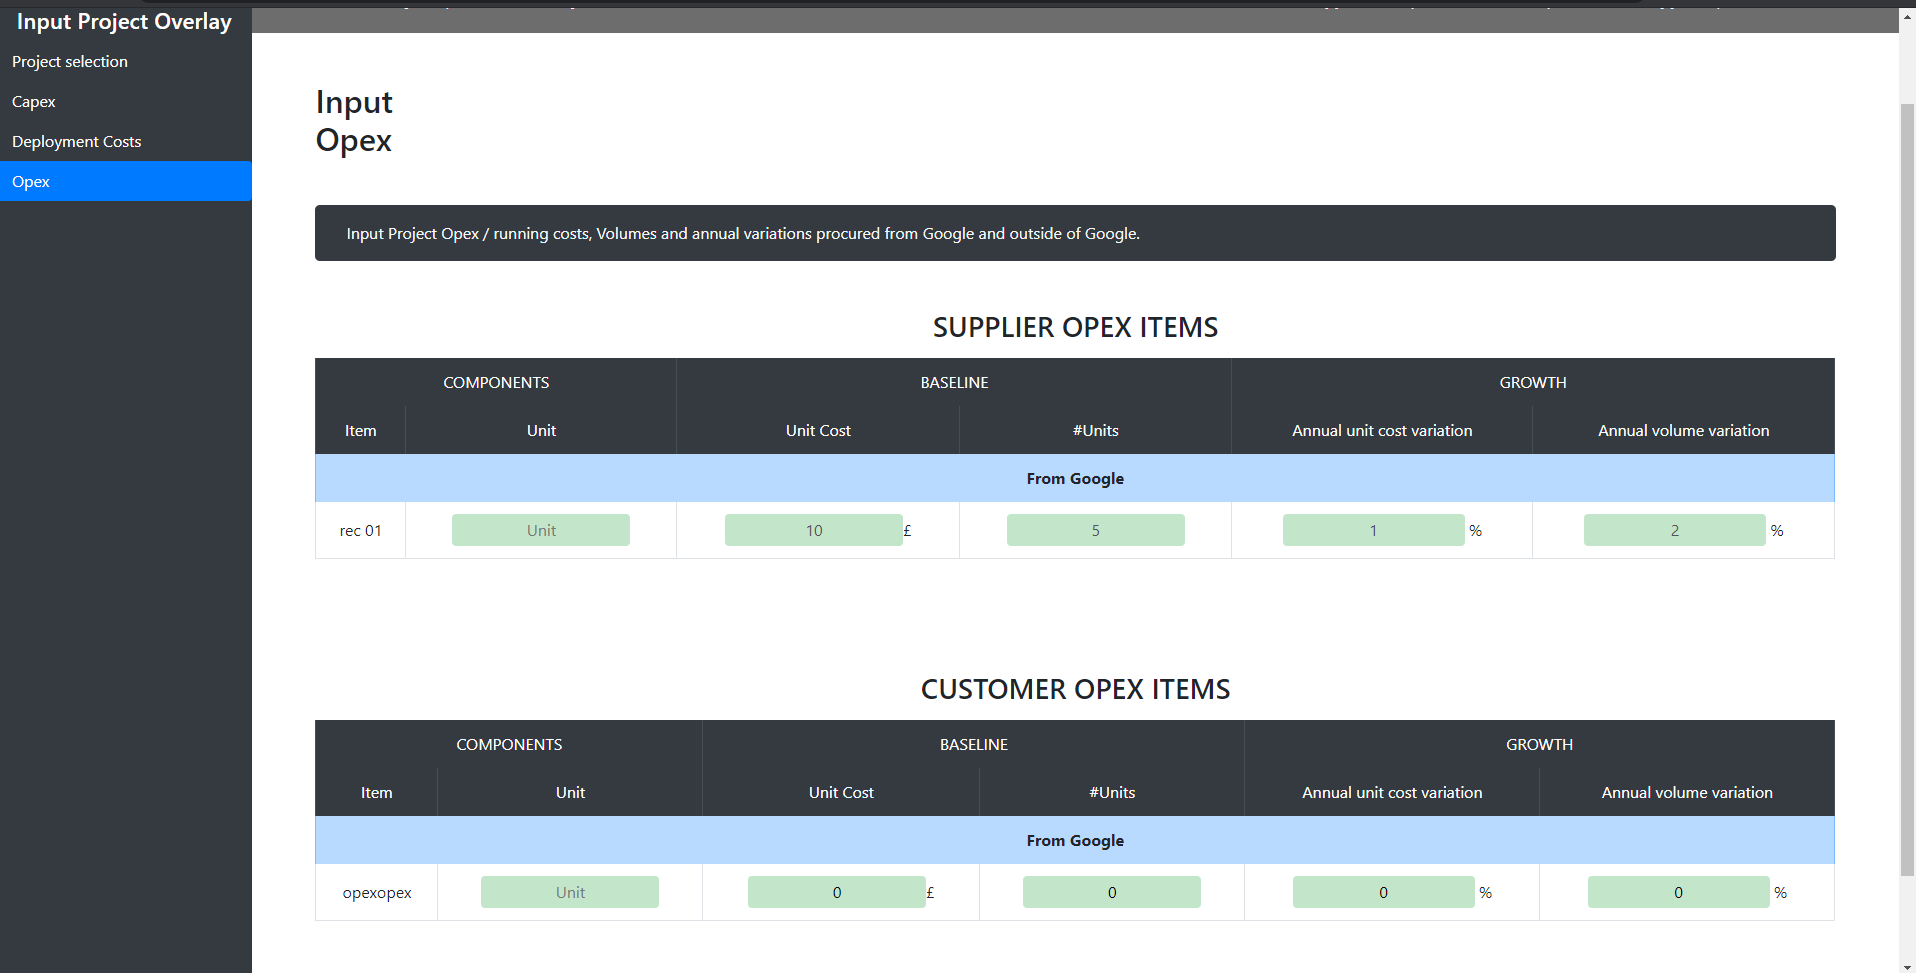 Input Project Overlay
Project selection
Capex
Deployment Costs
Opex
Input
Opex
Input Project Opex / running costs, Volumes and annual variations procured from Google and outside of Google.
SUPPLIER OPEX ITEMS
COMPONENTS BASELINE GROWTH
Item Unit Unit Cost #Units Annual unit cost variation Annual volume variation
From Google
rec 01 Unit 10 £ 5 1 % 2 %
CUSTOMER OPEX ITEMS
COMPONENTS BASELINE GROWTH
Item Unit Unit Cost #Units Annual unit cost variation Annual volume variation
From Google
opexopex Unit 0 £ 0 0 % 0 %